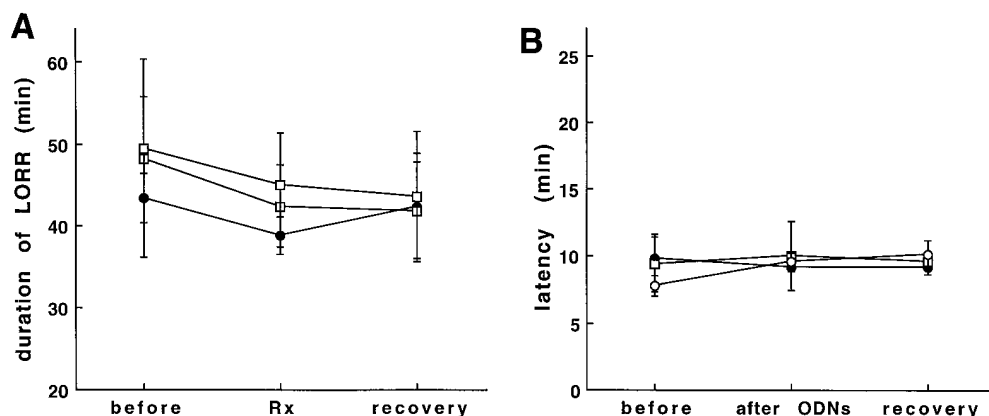 A
duration of LORR (min)
60
50
40
30
20
before Rx recovery
B
latency (min)
25
20
15
10
5
0
before after ODNs recovery